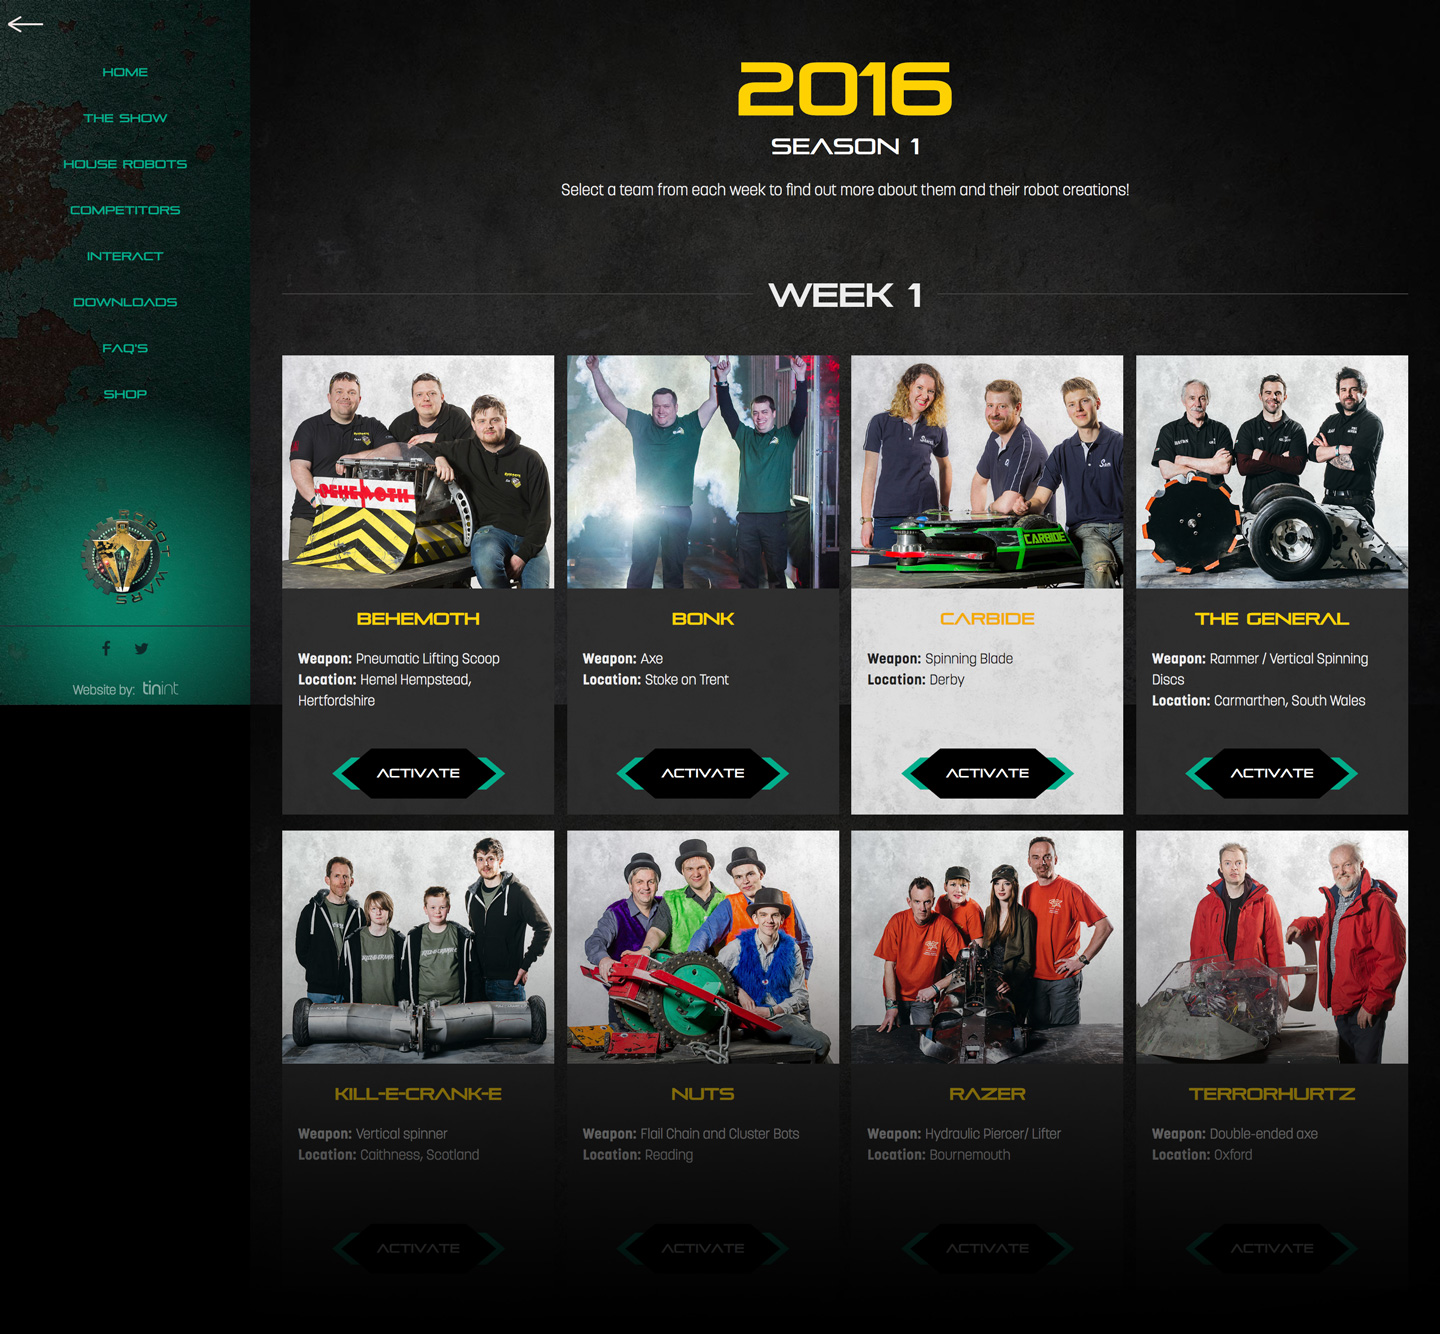 HOME
THE SHOW
HOUSE ROBOTS
COMPETITORS
INTERACT
DOWNLOADS
FAQ'S
SHOP
ROBOT WARS
Website by: tinint
2016
SEASON 1
Select a team from each week to find out more about them and their robot creations!
WEEK 1
BEHEMOTH
CARBIDE
BEHEMOTH
Weapon: Pneumatic Lifting Scoop
Location: Hemel Hempstead,
Hertfordshire
ACTIVATE
BONK
Weapon: Axe
Location: Stoke on Trent
ACTIVATE
CARBIDE
Weapon: Spinning Blade
Location: Derby
ACTIVATE
THE GENERAL
Weapon: Rammer / Vertical Spinning
Discs
Location: Carmarthen, South Wales
ACTIVATE
KILL-E-CRANK-E
Weapon: Vertical spinner
Location: Caithness, Scotland
ACTIVATE
NUTS
Weapon: Flail Chain and Cluster Bots
Location: Reading
ACTIVATE
RAZER
Weapon: Hydraulic Piercer/ Lifter
Location: Bournemouth
ACTIVATE
TERRORHURTZ
Weapon: Double-ended axe
Location: Oxford
ACTIVATE